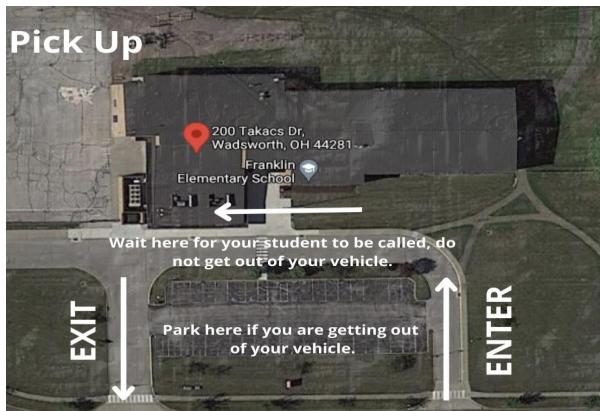 Pick Up
200 Takacs Dr,
Wadsworth, OH 44281
Franklin
Elementary School
Wait here for your student to be called, do
not get out of your vehicle.
EXIT
Park here if you are getting out
of your vehicle.
ENTER